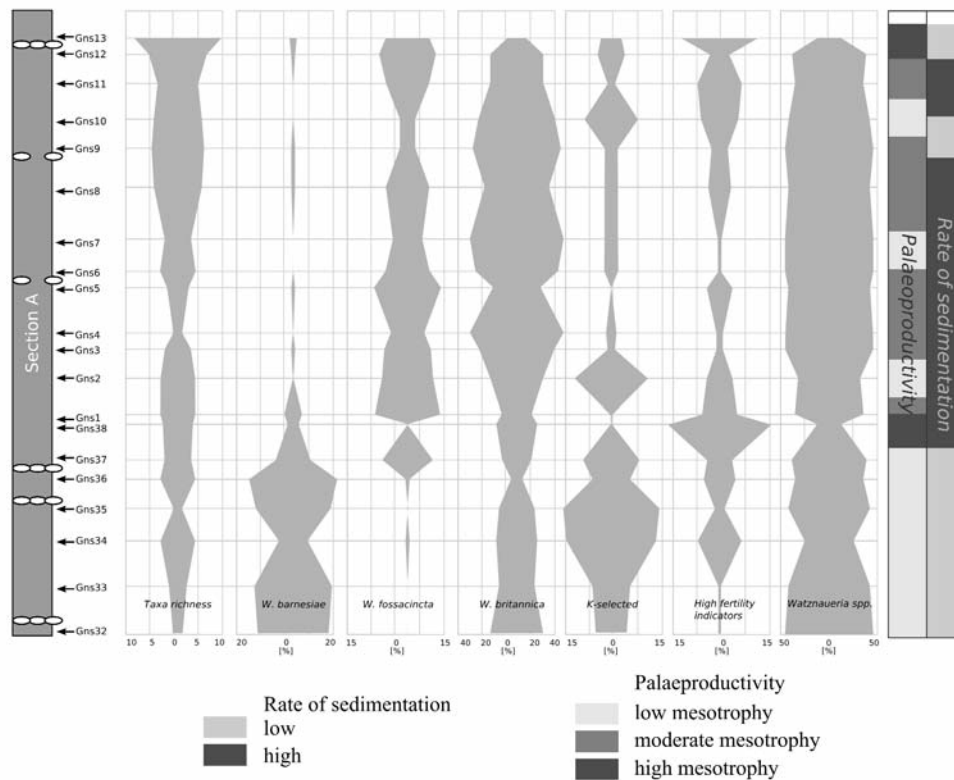 Section A
Gns13
Gns12
Gns11
Gns10
Gns9
Gns8
Gns7
Gns6
Gns5
Gns4
Gns3
Gns2
Gns1
Gns38
Gns37
Gns36
Gns35
Gns34
Gns33
Gns32
Taxa richness
W. barnesiae
W. fossacincta
W. britannica
K-selected
High fertility
indicators
Watznaueria spp.
10 5 0 5 10
20 0 20
[%]
15 0 15
[%]
40 20 0 20 40
[%]
15 0 15
[%]
15 0 15
[%]
50 0 50
[%]
Palaeoproductivity
Rate of sedimentation
Rate of sedimentation
low
high
Palaeproductivity
low mesotrophy
moderate mesotrophy
high mesotrophy